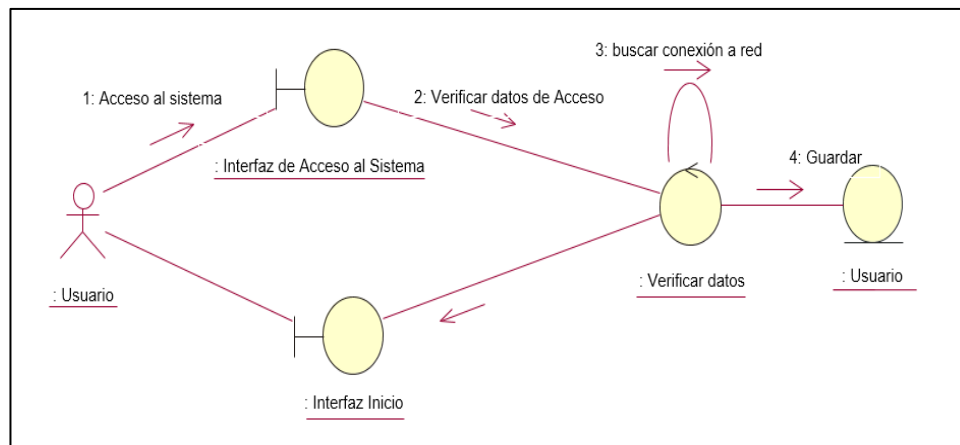 3: buscar conexión a red
1: Acceso al sistema
2: Verificar datos de Acceso
: Interfaz de Acceso al Sistema
4: Guardar
: Usuario
: Verificar datos
: Usuario
: Interfaz Inicio